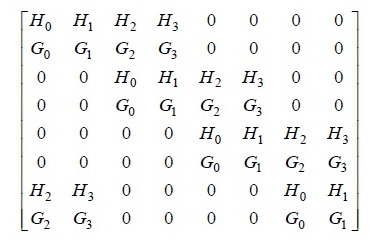 H₀ H₁ H₂ H₃ 0 0 0 0
G₀ G₁ G₂ G₃ 0 0 0 0
0 0 H₀ H₁ H₂ H₃ 0 0
0 0 G₀ G₁ G₂ G₃ 0 0
0 0 0 0 H₀ H₁ H₂ H₃
0 0 0 0 G₀ G₁ G₂ G₃
H₂ H₃ 0 0 0 0 H₀ H₁
G₂ G₃ 0 0 0 0 G₀ G₁